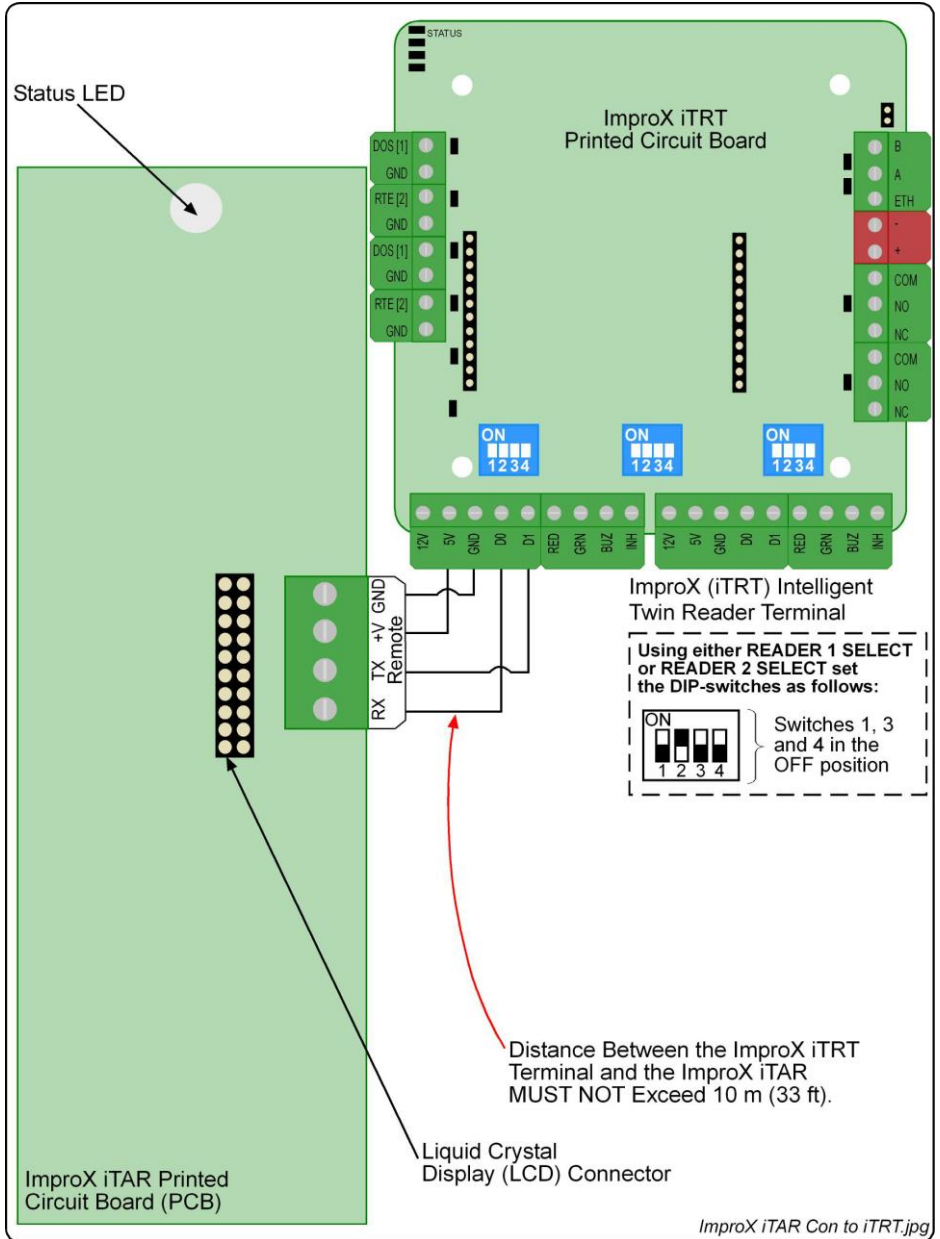 STATUS
Status LED
ImproX iTRT
Printed Circuit Board
DOS [1]
GND
RTE [2]
GND
DOS [1]
GND
RTE [2]
GND
B
A
ETH
-
+
COM
NO
NC
COM
NO
NC
ON
1234
ON
1234
ON
1234
12V
5V
GND
D0
D1
RED
GRN
BUZ
INH
12V
5V
GND
D0
D1
RED
GRN
BUZ
INH
GND
+V
TX
RX
Remote
ImproX (iTRT) Intelligent
Twin Reader Terminal
Using either READER 1 SELECT
or READER 2 SELECT set
the DIP-switches as follows:
ON
1 2 3 4
Switches 1, 3
and 4 in the
OFF position
Distance Between the ImproX iTRT
Terminal and the ImproX iTAR
MUST NOT Exceed 10 m (33 ft).
Liquid Crystal
Display (LCD) Connector
ImproX iTAR Printed
Circuit Board (PCB)
ImproX iTAR Con to iTRT.jpg